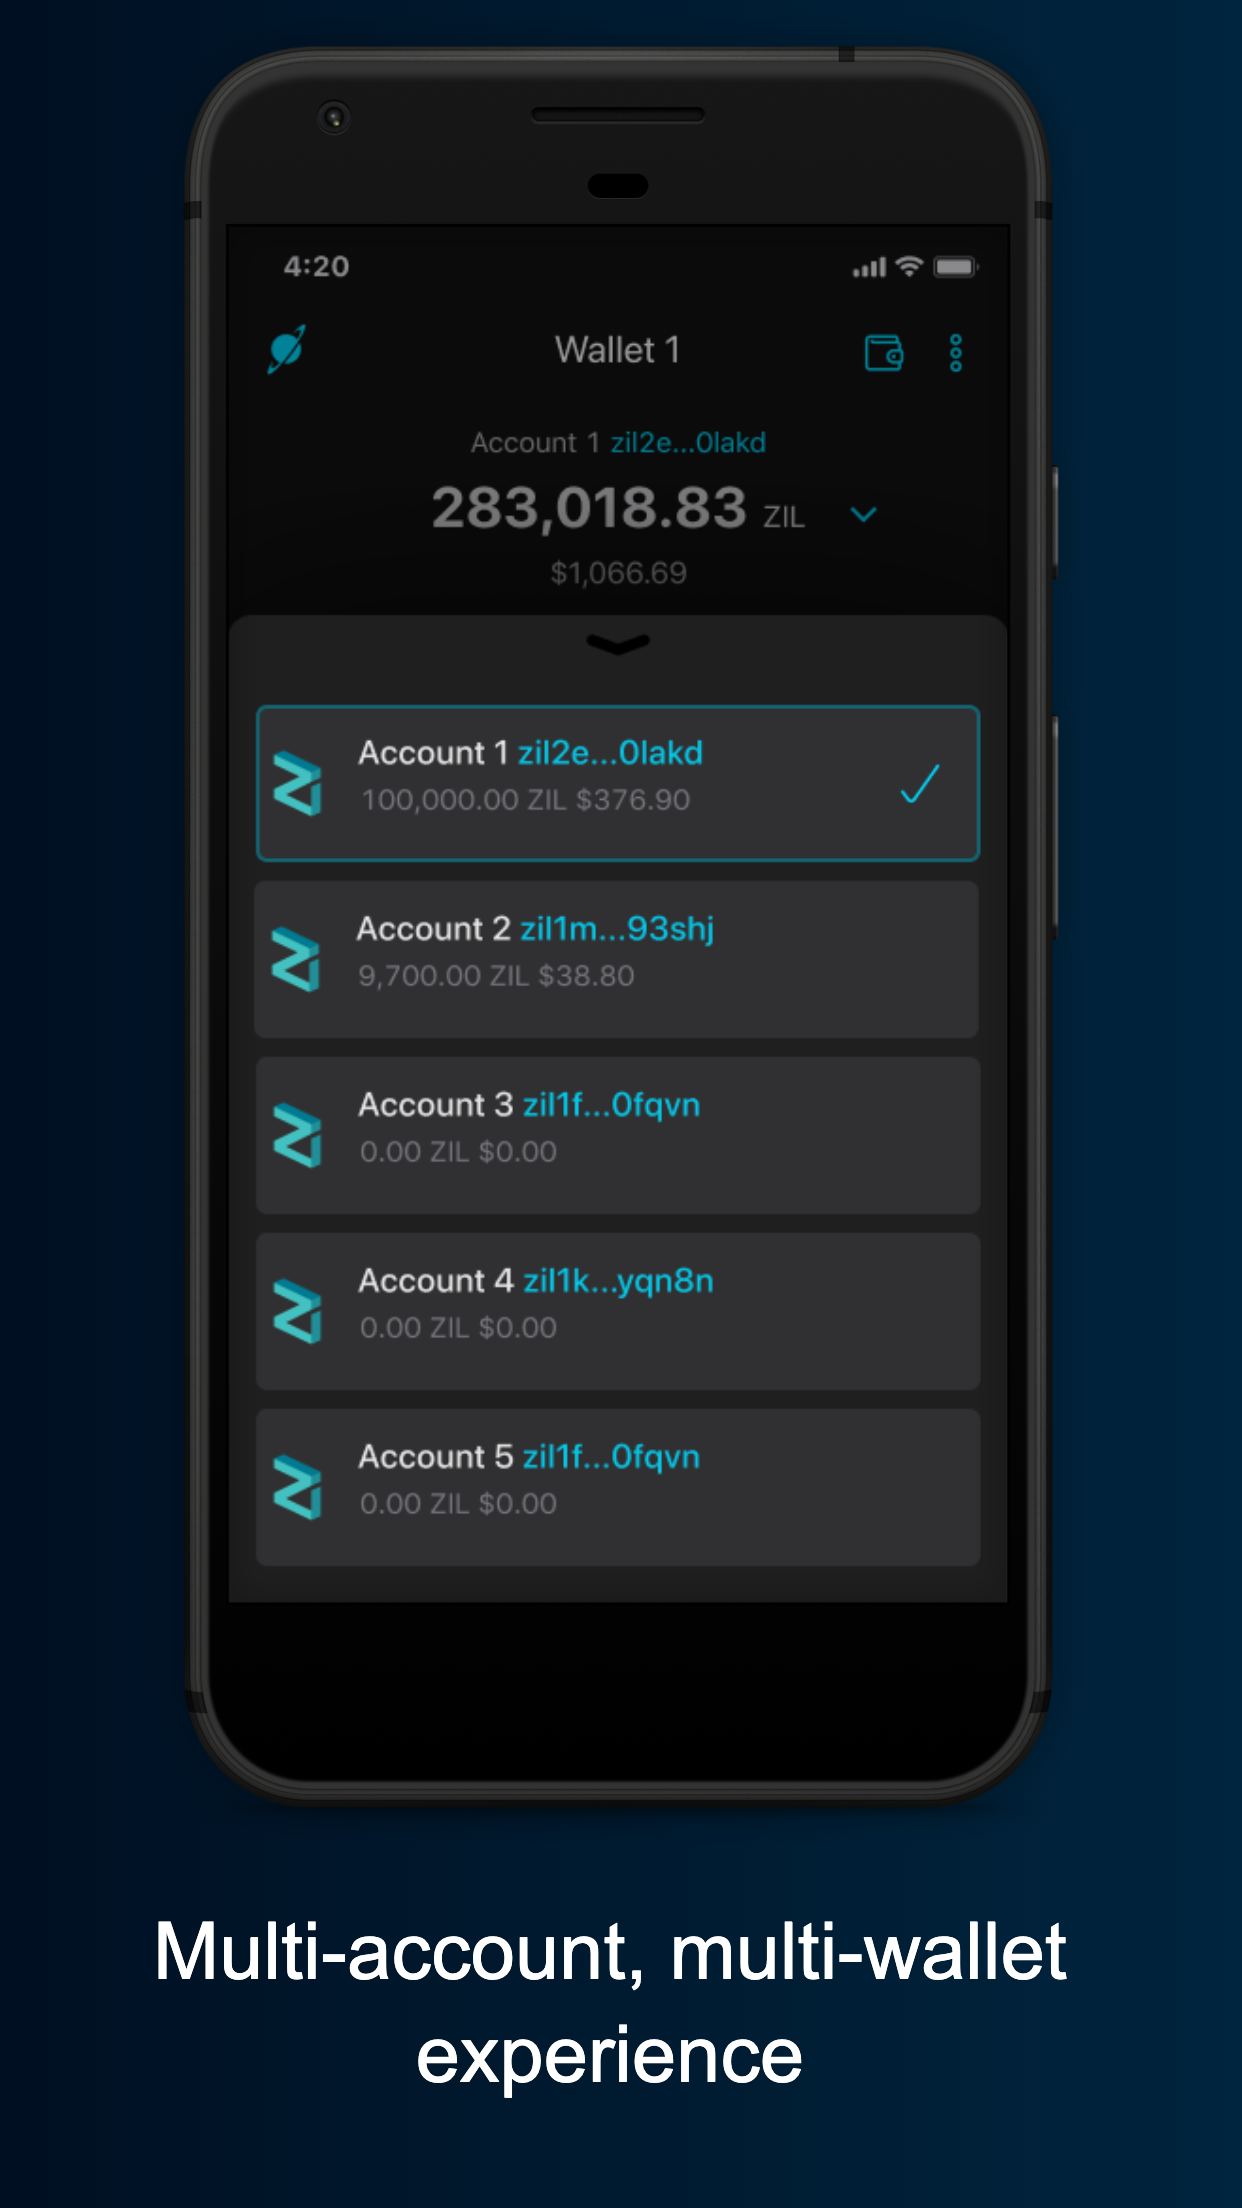 4:20
Wallet 1
Account 1 zil2e...0lakd
283,018.83 ZIL
$1,066.69
Account 1 zil2e...0lakd
100,000.00 ZIL $376.90
Account 2 zil1m...93shj
9,700.00 ZIL $38.80
Account 3 zil1f...0fqvn
0.00 ZIL $0.00
Account 4 zil1k...yqn8n
0.00 ZIL $0.00
Account 5 zil1f...0fqvn
0.00 ZIL $0.00
Multi-account, multi-wallet
experience